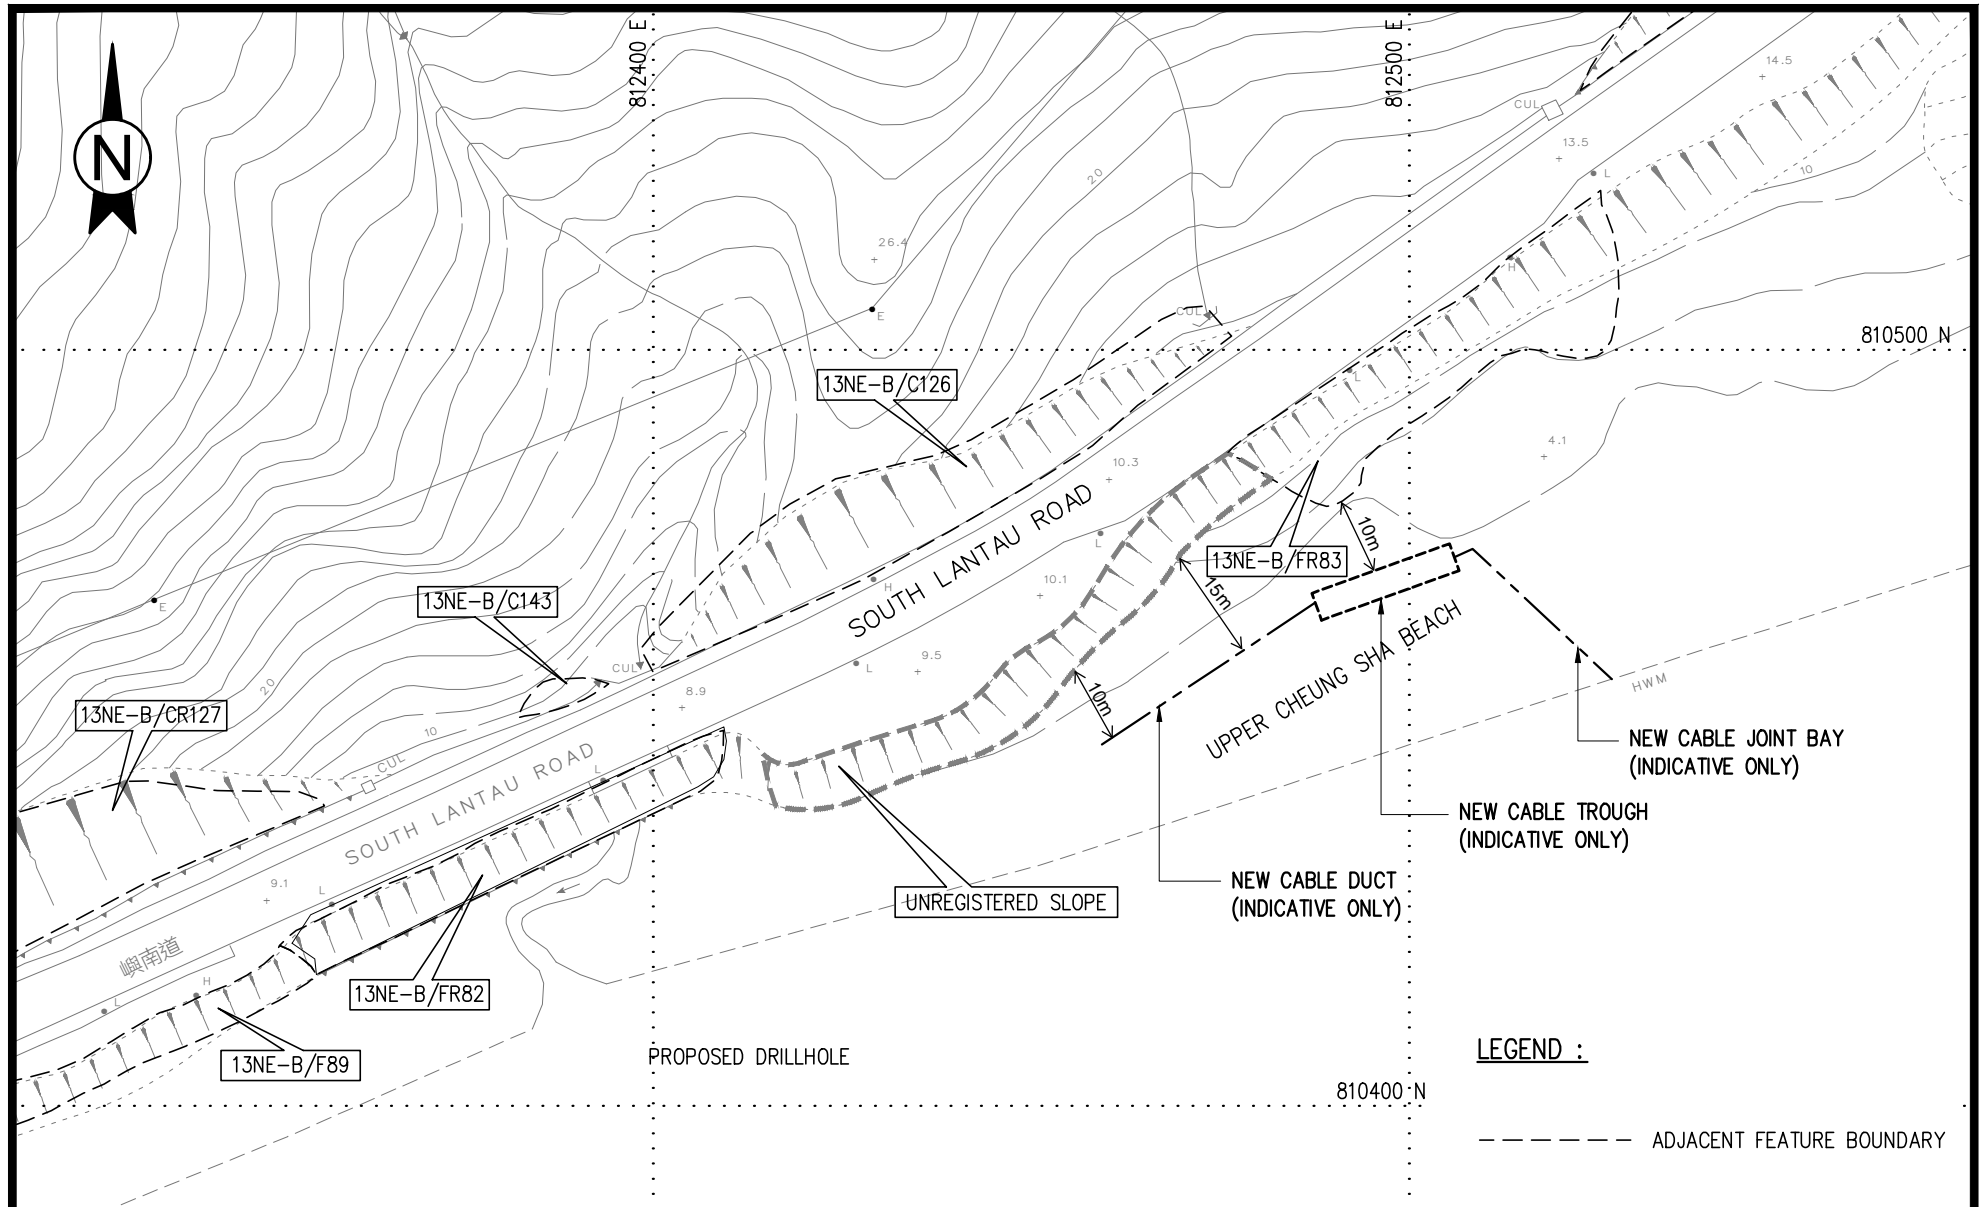 812400 E
812500 E
14.5
CUL
13.5
N
L
20
10
26.4
H
CUL
E
810500 N
13NE-B/C126
L
4.1
10.3
SOUTH LANTAU ROAD
10m
L
13NE-B/FR83
10.1
H
15m
13NE-B/C143
E
UPPER CHEUNG SHA BEACH
9.5
L
CUL
HWM
20
8.9
10m
13NE-B/CR127
10
NEW CABLE JOINT BAY
(INDICATIVE ONLY)
CUL
SOUTH LANTAU ROAD
L
NEW CABLE TROUGH
(INDICATIVE ONLY)
9.1
L
NEW CABLE DUCT
(INDICATIVE ONLY)
UNREGISTERED SLOPE
嶼南道
H
13NE-B/FR82
L
13NE-B/F89
PROPOSED DRILLHOLE
LEGEND :
810400 N
ADJACENT FEATURE BOUNDARY